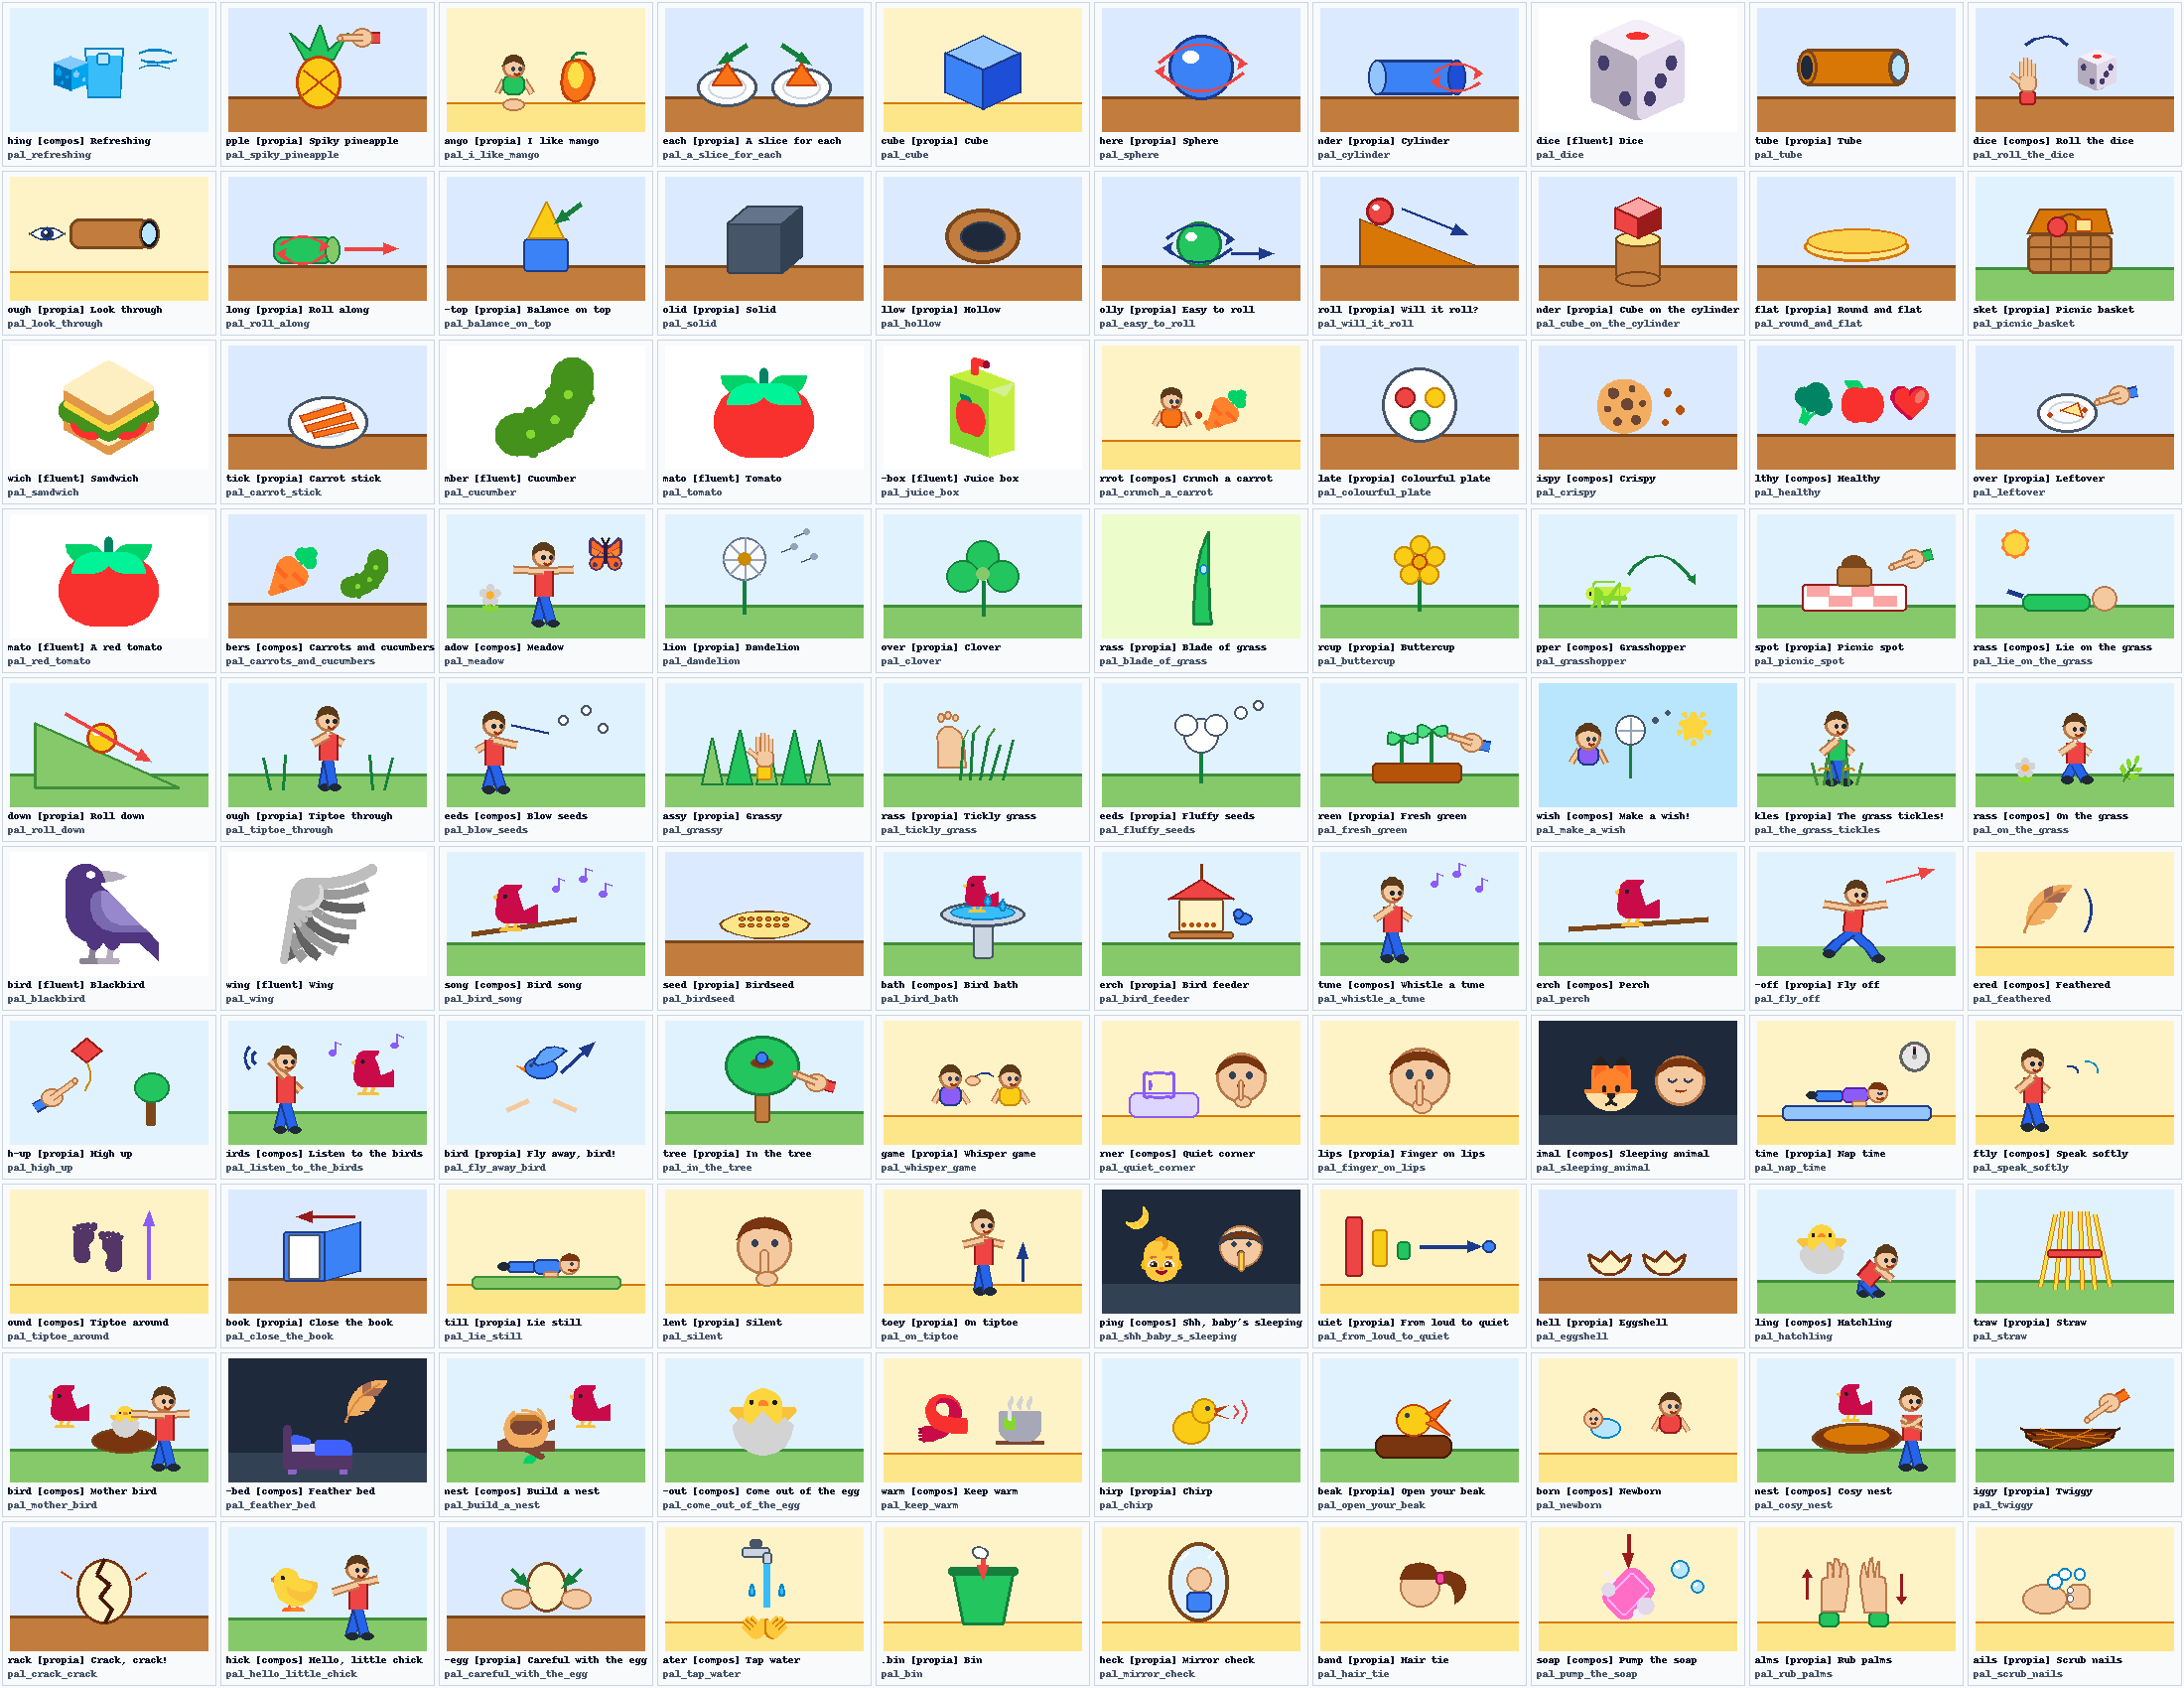 hing [compos] Refreshing
pal_refreshing
pple [propia] Spiky pineapple
pal_spiky_pineapple
ango [propia] I like mango
pal_i_like_mango
each [propia] A slice for each
pal_a_slice_for_each
cube [propia] Cube
pal_cube
here [propia] Sphere
pal_sphere
nder [propia] Cylinder
pal_cylinder
dice [fluent] Dice
pal_dice
tube [propia] Tube
pal_tube
dice [compos] Roll the dice
pal_roll_the_dice
ough [propia] Look through
pal_look_through
long [propia] Roll along
pal_roll_along
-top [propia] Balance on top
pal_balance_on_top
olid [propia] Solid
pal_solid
llow [propia] Hollow
pal_hollow
olly [propia] Easy to roll
pal_easy_to_roll
roll [propia] Will it roll?
pal_will_it_roll
nder [propia] Cube on the cylinder
pal_cube_on_the_cylinder
flat [propia] Round and flat
pal_round_and_flat
sket [propia] Picnic basket
pal_picnic_basket
wich [fluent] Sandwich
pal_sandwich
tick [propia] Carrot stick
pal_carrot_stick
mber [fluent] Cucumber
pal_cucumber
mato [fluent] Tomato
pal_tomato
-box [fluent] Juice box
pal_juice_box
rrot [compos] Crunch a carrot
pal_crunch_a_carrot
late [propia] Colourful plate
pal_colourful_plate
ispy [compos] Crispy
pal_crispy
lthy [compos] Healthy
pal_healthy
over [propia] Leftover
pal_leftover
mato [fluent] A red tomato
pal_red_tomato
bers [compos] Carrots and cucumbers
pal_carrots_and_cucumbers
adow [compos] Meadow
pal_meadow
lion [propia] Dandelion
pal_dandelion
over [propia] Clover
pal_clover
rass [propia] Blade of grass
pal_blade_of_grass
rcup [propia] Buttercup
pal_buttercup
pper [compos] Grasshopper
pal_grasshopper
spot [propia] Picnic spot
pal_picnic_spot
rass [compos] Lie on the grass
pal_lie_on_the_grass
down [propia] Roll down
pal_roll_down
ough [propia] Tiptoe through
pal_tiptoe_through
eeds [compos] Blow seeds
pal_blow_seeds
assy [propia] Grassy
pal_grassy
rass [propia] Tickly grass
pal_tickly_grass
eeds [propia] Fluffy seeds
pal_fluffy_seeds
reen [propia] Fresh green
pal_fresh_green
wish [compos] Make a wish!
pal_make_a_wish
kles [propia] The grass tickles!
pal_the_grass_tickles
rass [compos] On the grass
pal_on_the_grass
bird [fluent] Blackbird
pal_blackbird
wing [fluent] Wing
pal_wing
song [compos] Bird song
pal_bird_song
seed [propia] Birdseed
pal_birdseed
bath [compos] Bird bath
pal_bird_bath
erch [propia] Bird feeder
pal_bird_feeder
tune [compos] Whistle a tune
pal_whistle_a_tune
erch [compos] Perch
pal_perch
-off [propia] Fly off
pal_fly_off
ered [compos] Feathered
pal_feathered
h-up [propia] High up
pal_high_up
irds [compos] Listen to the birds
pal_listen_to_the_birds
bird [propia] Fly away, bird!
pal_fly_away_bird
tree [propia] In the tree
pal_in_the_tree
game [propia] Whisper game
pal_whisper_game
rner [compos] Quiet corner
pal_quiet_corner
lips [propia] Finger on lips
pal_finger_on_lips
imal [compos] Sleeping animal
pal_sleeping_animal
time [propia] Nap time
pal_nap_time
ftly [compos] Speak softly
pal_speak_softly
ound [compos] Tiptoe around
pal_tiptoe_around
book [propia] Close the book
pal_close_the_book
till [propia] Lie still
pal_lie_still
lent [propia] Silent
pal_silent
toey [propia] On tiptoe
pal_on_tiptoe
ping [compos] Shh, baby's sleeping
pal_shh_baby_s_sleeping
uiet [propia] From loud to quiet
pal_from_loud_to_quiet
hell [propia] Eggshell
pal_eggshell
ling [compos] Hatchling
pal_hatchling
traw [propia] Straw
pal_straw
bird [compos] Mother bird
pal_mother_bird
-bed [compos] Feather bed
pal_feather_bed
nest [compos] Build a nest
pal_build_a_nest
-out [compos] Come out of the egg
pal_come_out_of_the_egg
warm [compos] Keep warm
pal_keep_warm
hirp [propia] Chirp
pal_chirp
beak [propia] Open your beak
pal_open_your_beak
born [compos] Newborn
pal_newborn
nest [compos] Cosy nest
pal_cosy_nest
iggy [propia] Twiggy
pal_twiggy
rack [propia] Crack, crack!
pal_crack_crack
hick [compos] Hello, little chick
pal_hello_little_chick
-egg [propia] Careful with the egg
pal_careful_with_the_egg
ater [compos] Tap water
pal_tap_water
.bin [propia] Bin
pal_bin
heck [propia] Mirror check
pal_mirror_check
band [propia] Hair tie
pal_hair_tie
soap [compos] Pump the soap
pal_pump_the_soap
alms [propia] Rub palms
pal_rub_palms
ails [propia] Scrub nails
pal_scrub_nails